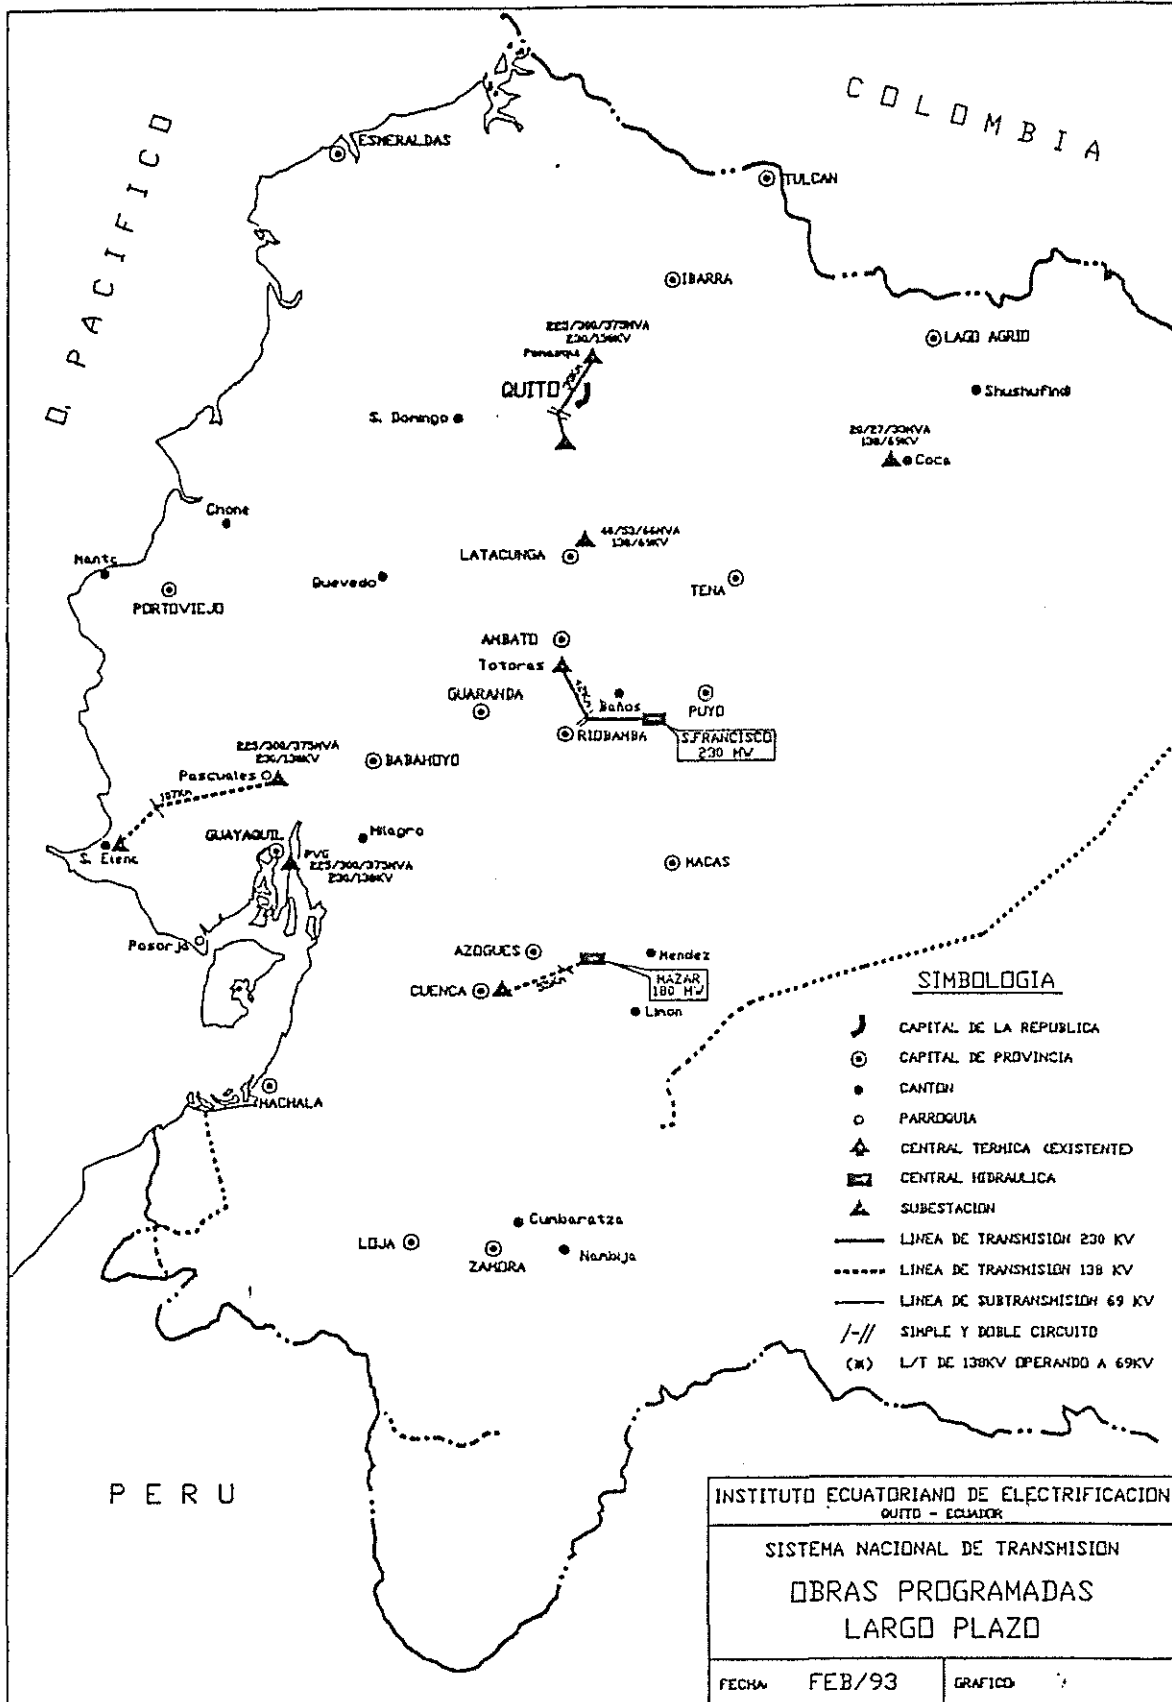 COLOMBIA
O. PACIFICO
ESMERALDAS
TULCAN
IBARRA
225/300/375MVA
230/138KV
Pomasqui
LAGO AGRIO
QUITO
Shushufindi
S. Domingo
20/27/33MVA
138/69KV
Coca
Chone
44/53/66MVA
138/69KV
LATACUNGA
Manta
Quevedo
TENA
PORTOVIEJO
AMBATO
Totoras
GUARANDA
Baños
PUYO
RIOBAMBA
S.FRANCISCO
230 MW
225/300/375MVA
230/138KV
Pascuales
BABAHOYO
107KM
GUAYAQUIL
Milagro
S. Elena
PVG
225/300/375MVA
230/138KV
MACAS
Posorja
AZOGUES
Mendez
MAZAR
180 MW
CUENCA
Limon
SIMBOLOGIA
CAPITAL DE LA REPUBLICA
CAPITAL DE PROVINCIA
CANTON
PARROQUIA
CENTRAL TERMICA (EXISTENTE)
CENTRAL HIDRAULICA
SUBESTACION
LINEA DE TRANSMISION 230 KV
LINEA DE TRANSMISION 138 KV
LINEA DE SUBTRANSMISION 69 KV
/-// SIMPLE Y DOBLE CIRCUITO
(*) L/T DE 138KV OPERANDO A 69KV
MACHALA
Cumbaratza
LOJA
ZAMORA
Nambija
PERU
INSTITUTO ECUATORIANO DE ELECTRIFICACION
QUITO - ECUADOR
SISTEMA NACIONAL DE TRANSMISION
OBRAS PROGRAMADAS
LARGO PLAZO
FECHA: FEB/93
GRAFICO: